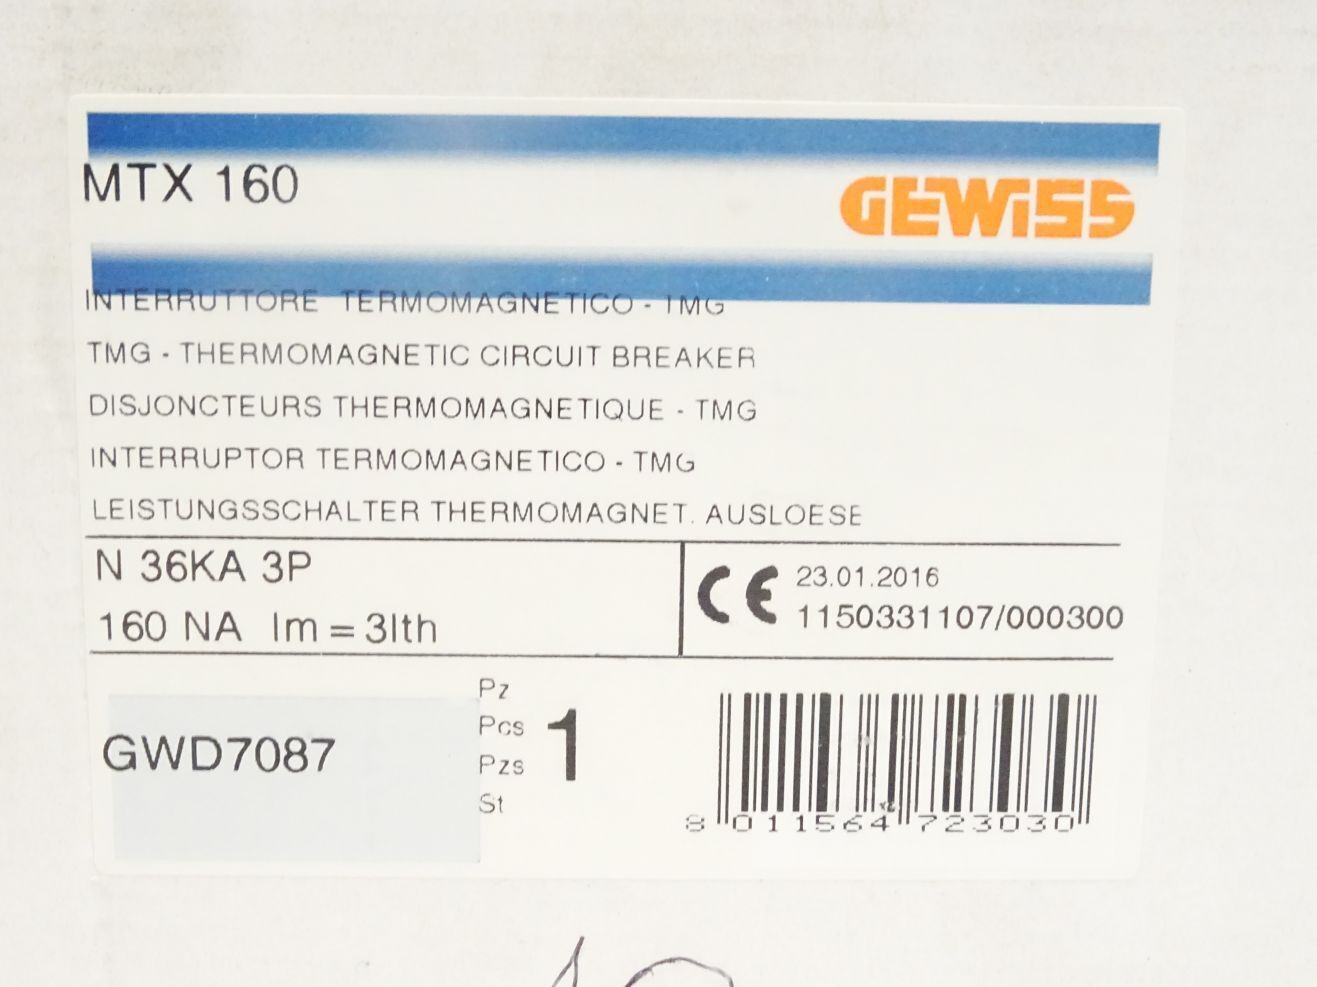 MTX 160
GEWiSS
INTERRUTTORE TERMOMAGNETICO - TMG
TMG - THERMOMAGNETIC CIRCUIT BREAKER
DISJONCTEURS THERMOMAGNETIQUE - TMG
INTERRUPTOR TERMOMAGNETICO - TMG
LEISTUNGSSCHALTER THERMOMAGNET. AUSLOESE
N 36KA 3P
160 NA Im = 3Ith
CE
23.01.2016
1150331107/000300
GWD7087
Pz
Pcs
Pzs
St
1
8 011564 723030